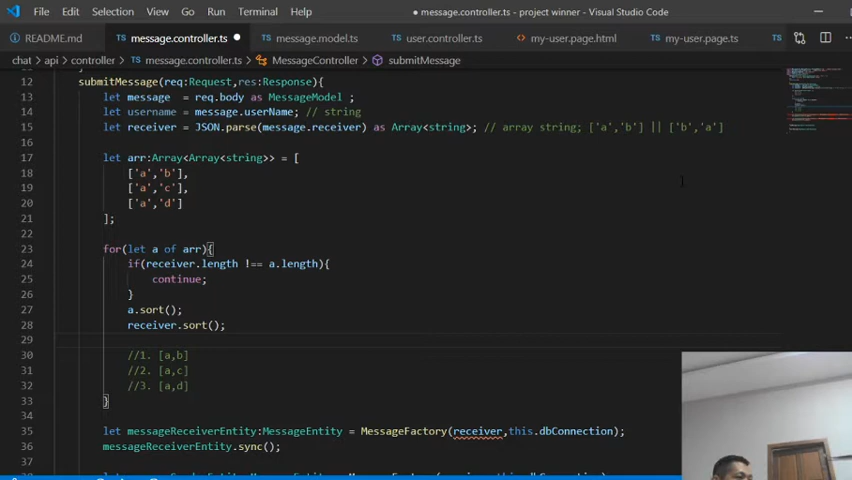 File Edit Selection View Go Run Terminal Help
● message.controller.ts - project winner - Visual Studio Code
README.md message.controller.ts message.model.ts user.controller.ts my-user.page.html my-user.page.ts TS
chat > api > controller > message.controller.ts > MessageController > submitMessage
12 submitMessage(req:Request,res:Response){
13 let message = req.body as MessageModel ;
14 let username = message.userName; // string
15 let receiver = JSON.parse(message.receiver) as Array<string>; // array string; ['a','b'] || ['b','a']
16
17 let arr:Array<Array<string>> = [
18 ['a','b'],
19 ['a','c'],
20 ['a','d']
21 ];
22
23 for(let a of arr){
24 if(receiver.length !== a.length){
25 continue;
26 }
27 a.sort();
28 receiver.sort();
29
30 //1. [a,b]
31 //2. [a,c]
32 //3. [a,d]
33 }
34
35 let messageReceiverEntity:MessageEntity = MessageFactory(receiver,this.dbConnection);
36 messageReceiverEntity.sync();
37